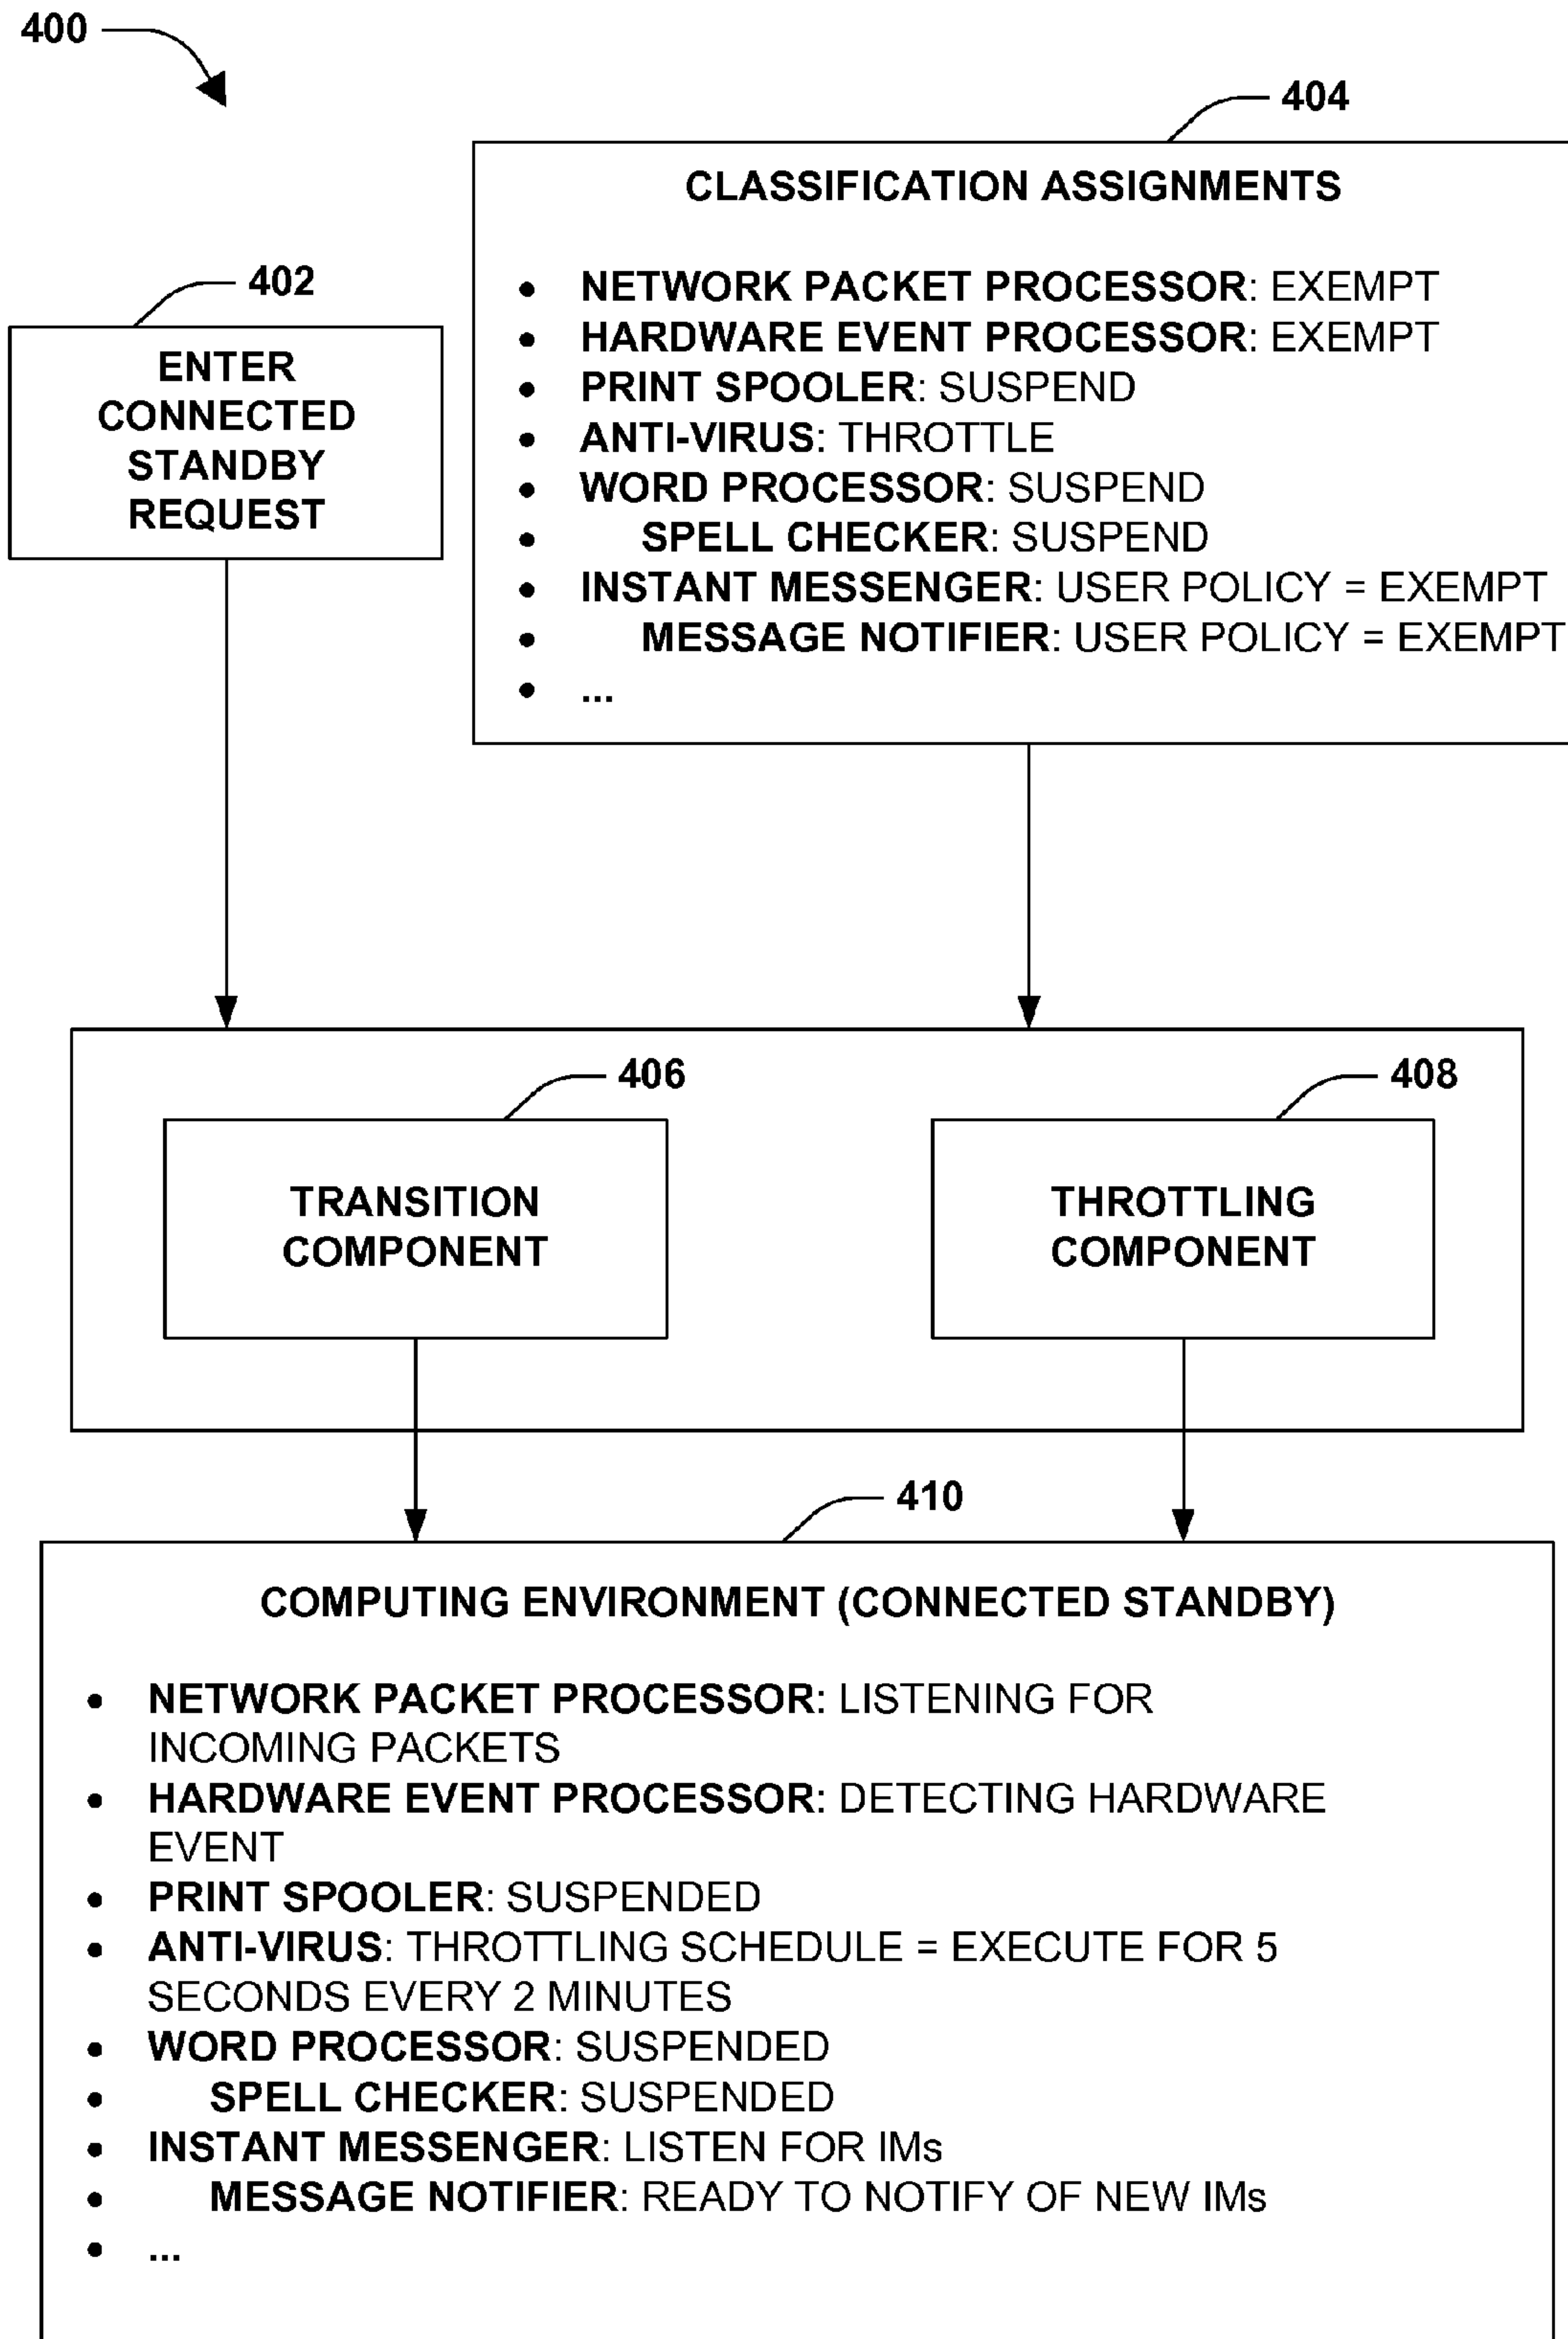 400
404
CLASSIFICATION ASSIGNMENTS
• NETWORK PACKET PROCESSOR: EXEMPT
• HARDWARE EVENT PROCESSOR: EXEMPT
• PRINT SPOOLER: SUSPEND
• ANTI-VIRUS: THROTTLE
• WORD PROCESSOR: SUSPEND
• SPELL CHECKER: SUSPEND
• INSTANT MESSENGER: USER POLICY = EXEMPT
• MESSAGE NOTIFIER: USER POLICY = EXEMPT
• ...
402
ENTER
CONNECTED
STANDBY
REQUEST
406
TRANSITION
COMPONENT
408
THROTTLING
COMPONENT
410
COMPUTING ENVIRONMENT (CONNECTED STANDBY)
• NETWORK PACKET PROCESSOR: LISTENING FOR
INCOMING PACKETS
• HARDWARE EVENT PROCESSOR: DETECTING HARDWARE
EVENT
• PRINT SPOOLER: SUSPENDED
• ANTI-VIRUS: THROTTLING SCHEDULE = EXECUTE FOR 5
SECONDS EVERY 2 MINUTES
• WORD PROCESSOR: SUSPENDED
• SPELL CHECKER: SUSPENDED
• INSTANT MESSENGER: LISTEN FOR IMs
• MESSAGE NOTIFIER: READY TO NOTIFY OF NEW IMs
• ...